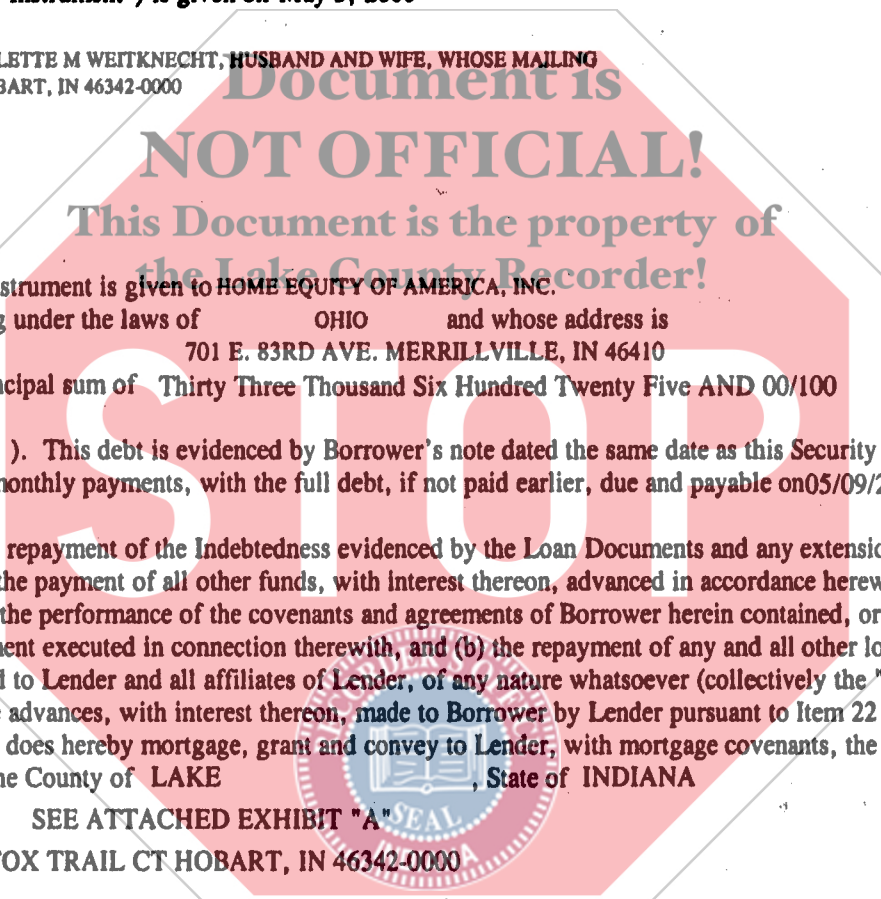 LETTE M WEITKNECHT, HUSBAND AND WIFE, WHOSE MAILING
BART, IN 46342-0000
Document is
NOT OFFICIAL!
This Document is the property of
the Lake County Recorder!
strument is given to HOME EQUITY OF AMERICA, INC.
g under the laws of OHIO and whose address is
701 E. 83RD AVE. MERRILLVILLE, IN 46410
ncipal sum of Thirty Three Thousand Six Hundred Twenty Five AND 00/100
). This debt is evidenced by Borrower's note dated the same date as this Security
monthly payments, with the full debt, if not paid earlier, due and payable on05/09/2
STOP
repayment of the Indebtedness evidenced by the Loan Documents and any extensio
the payment of all other funds, with interest thereon, advanced in accordance herew
the performance of the covenants and agreements of Borrower herein contained, or
ent executed in connection therewith, and (b) the repayment of any and all other lo
d to Lender and all affiliates of Lender, of any nature whatsoever (collectively the "
advances, with interest thereon, made to Borrower by Lender pursuant to Item 22
does hereby mortgage, grant and convey to Lender, with mortgage covenants, the
ne County of LAKE , State of INDIANA
SEE ATTACHED EXHIBIT "A"
SEAL
FOX TRAIL CT HOBART, IN 46342-0000